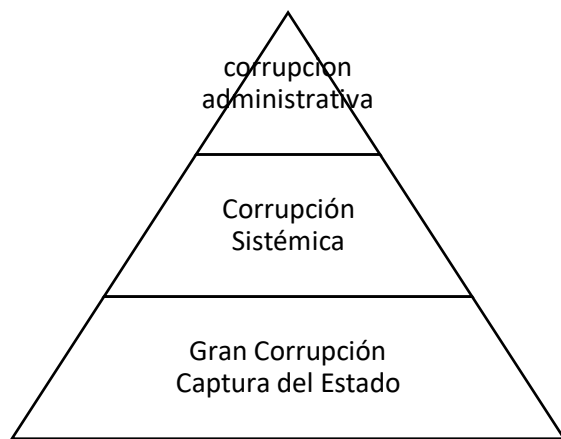 corrupcion
administrativa
Corrupción
Sistémica
Gran Corrupción
Captura del Estado